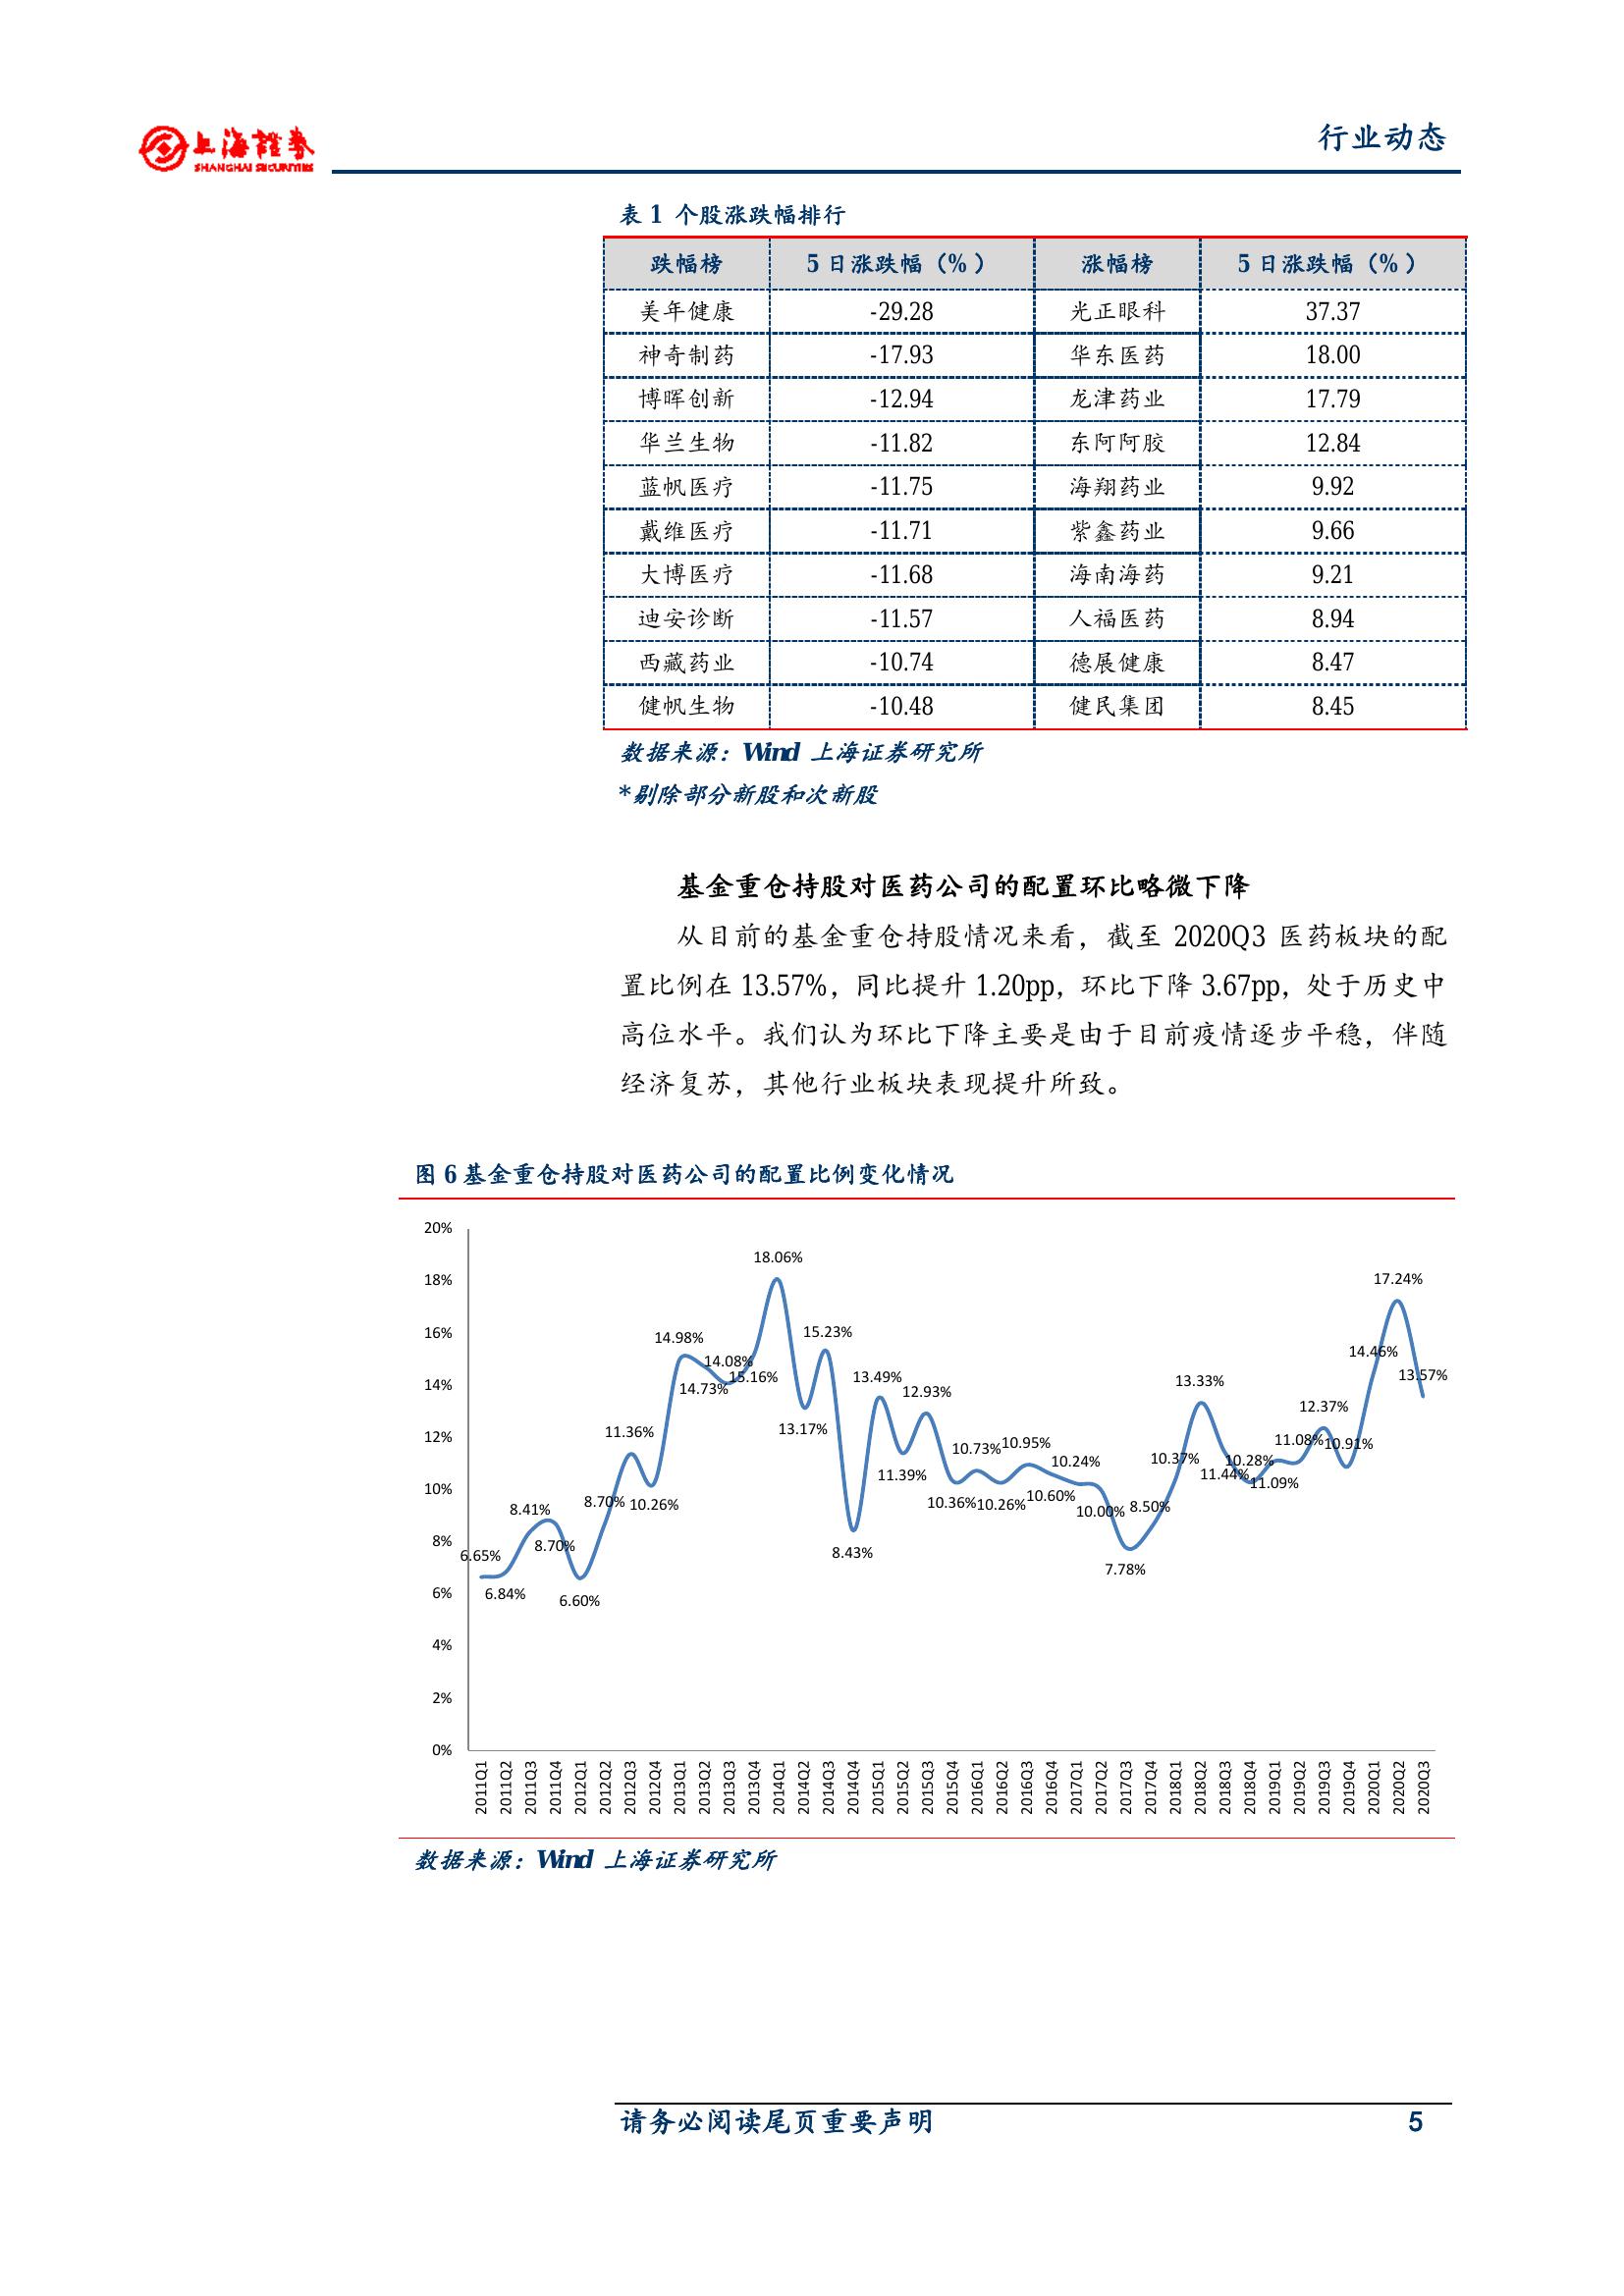 上海證券
SHANGHAI SECURITIES
行业动态
表 1 个股涨跌幅排行
跌幅榜 5 日涨跌幅（%） 涨幅榜 5 日涨跌幅（%）
美年健康 -29.28 光正眼科 37.37
神奇制药 -17.93 华东医药 18.00
博晖创新 -12.94 龙津药业 17.79
华兰生物 -11.82 东阿阿胶 12.84
蓝帆医疗 -11.75 海翔药业 9.92
戴维医疗 -11.71 紫鑫药业 9.66
大博医疗 -11.68 海南海药 9.21
迪安诊断 -11.57 人福医药 8.94
西藏药业 -10.74 德展健康 8.47
健帆生物 -10.48 健民集团 8.45
数据来源：Wind 上海证券研究所
*剔除部分新股和次新股
基金重仓持股对医药公司的配置环比略微下降
从目前的基金重仓持股情况来看，截至 2020Q3 医药板块的配
置比例在 13.57%，同比提升 1.20pp，环比下降 3.67pp，处于历史中
高位水平。我们认为环比下降主要是由于目前疫情逐步平稳，伴随
经济复苏，其他行业板块表现提升所致。
图 6 基金重仓持股对医药公司的配置比例变化情况
20%
18%
16%
14%
12%
10%
8%
6%
4%
2%
0%
6.65%
6.84%
8.41%
8.70%
6.60%
8.70%
11.36%
10.26%
14.98%
14.73%
14.08%
15.16%
18.06%
13.17%
15.23%
8.43%
13.49%
11.39%
12.93%
10.36%
10.73%
10.26%
10.95%
10.60%
10.24%
10.00%
7.78%
8.50%
10.37%
13.33%
11.44%
10.28%
11.09%
11.08%
12.37%
10.91%
14.46%
17.24%
13.57%
2011Q1
2011Q2
2011Q3
2011Q4
2012Q1
2012Q2
2012Q3
2012Q4
2013Q1
2013Q2
2013Q3
2013Q4
2014Q1
2014Q2
2014Q3
2014Q4
2015Q1
2015Q2
2015Q3
2015Q4
2016Q1
2016Q2
2016Q3
2016Q4
2017Q1
2017Q2
2017Q3
2017Q4
2018Q1
2018Q2
2018Q3
2018Q4
2019Q1
2019Q2
2019Q3
2019Q4
2020Q1
2020Q2
2020Q3
数据来源：Wind 上海证券研究所
请务必阅读尾页重要声明 5